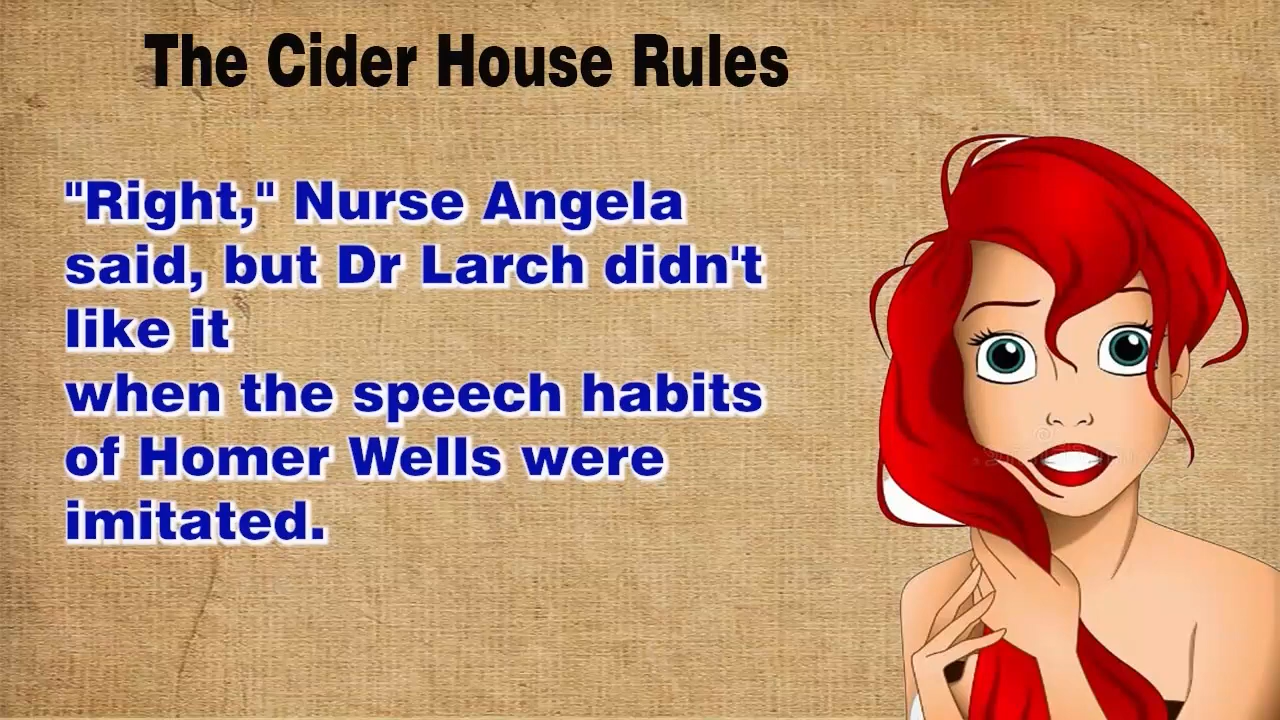 The Cider House Rules
"Right," Nurse Angela
said, but Dr Larch didn't
like it
when the speech habits
of Homer Wells were
imitated.